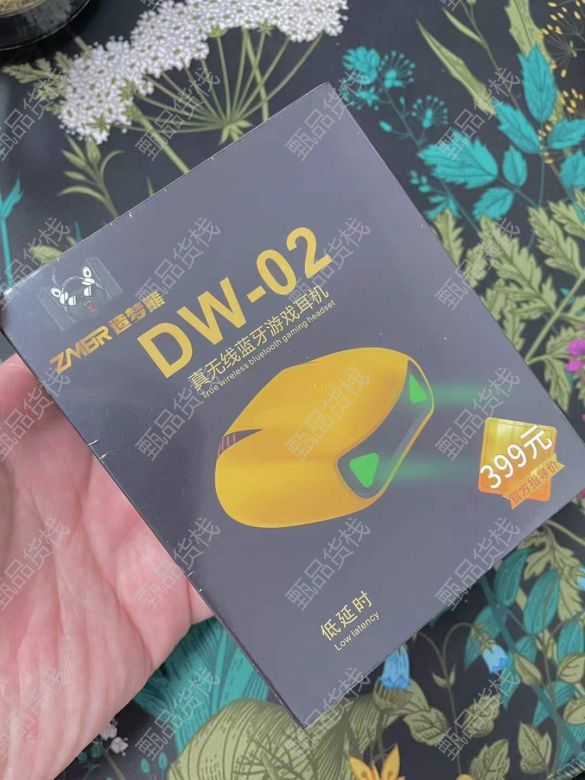 ZMBR 造梦熊
DW-02
真无线蓝牙游戏耳机
True wireless bluetooth gaming headset
399元
官方指导价
低延时
Low latency
甄品货栈